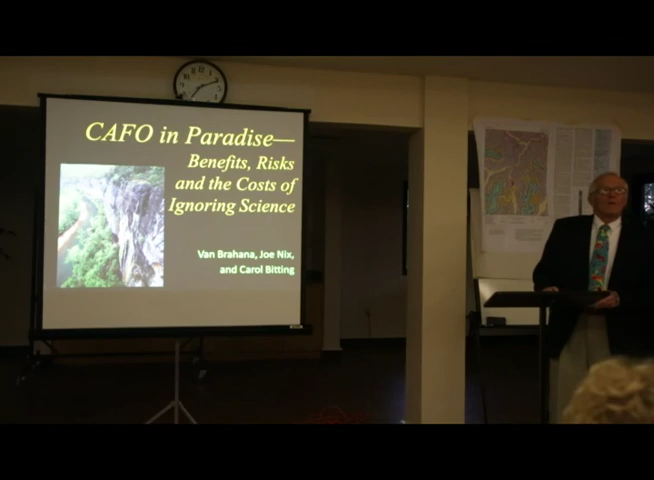 CAFO in Paradise—
Benefits, Risks
and the Costs of
Ignoring Science
Van Brahana, Joe Nix,
and Carol Bitting